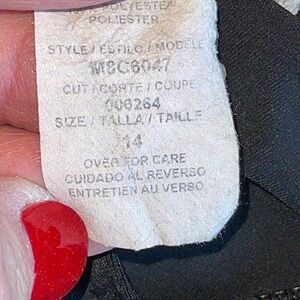 POLYESTER
POLIESTER
STYLE / ESTILO / MODELE
M8C6047
CUT / CORTE / COUPE
006264
SIZE / TALLA / TAILLE
14
OVER FOR CARE
CUIDADO AL REVERSO
ENTRETIEN AU VERSO